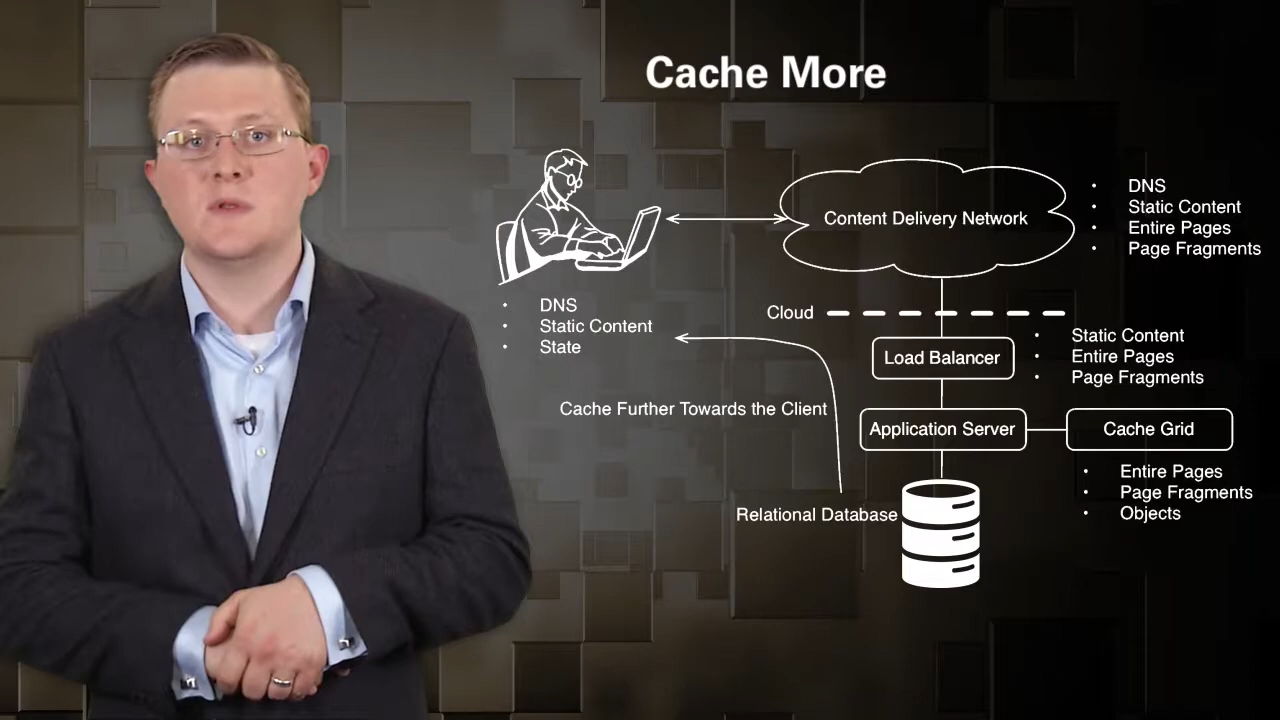 Cache More
Content Delivery Network
• DNS
• Static Content
• Entire Pages
• Page Fragments
• DNS
• Static Content
• State
Cloud
Load Balancer
• Static Content
• Entire Pages
• Page Fragments
Cache Further Towards the Client
Application Server
Cache Grid
• Entire Pages
• Page Fragments
• Objects
Relational Database